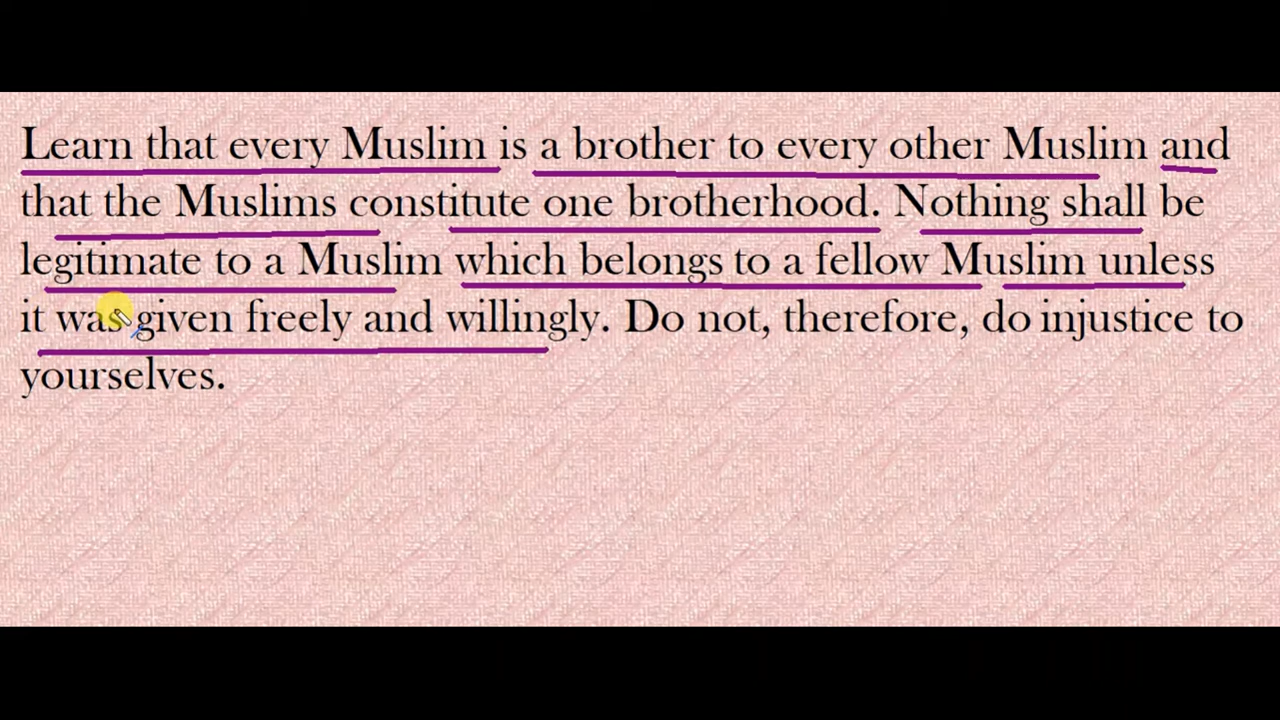 Learn that every Muslim is a brother to every other Muslim and
that the Muslims constitute one brotherhood. Nothing shall be
legitimate to a Muslim which belongs to a fellow Muslim unless
it was given freely and willingly. Do not, therefore, do injustice to
yourselves.